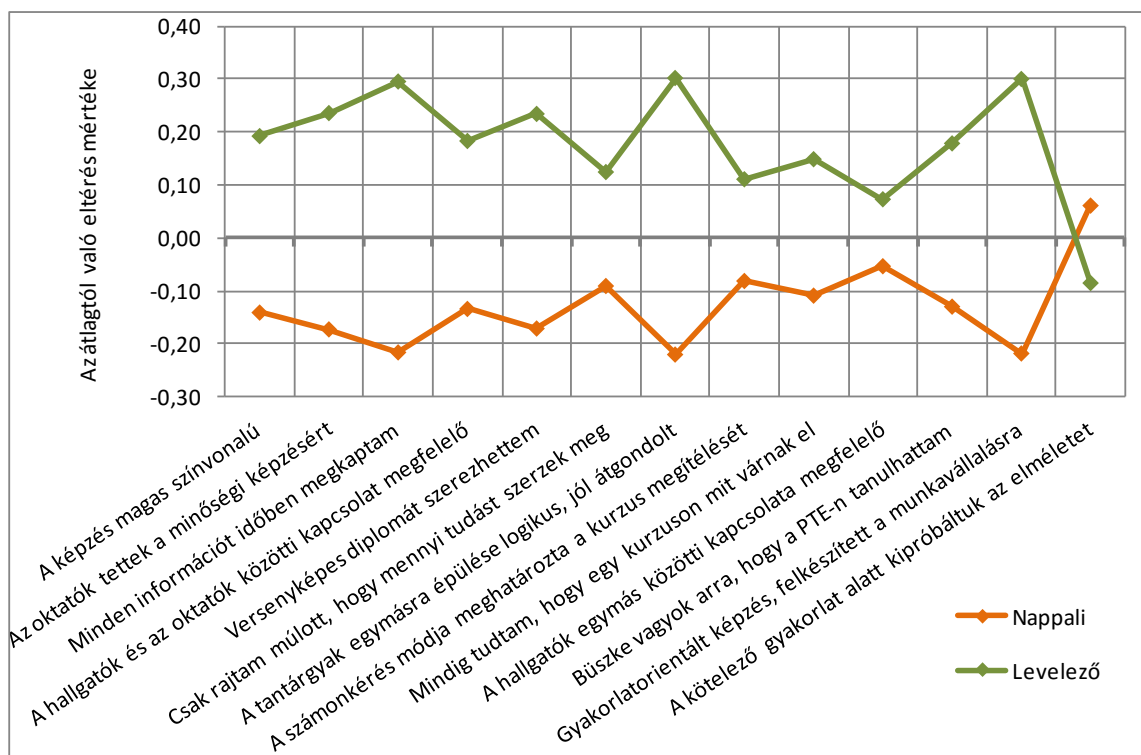 Az átlagtól való eltérés mértéke
0,40
0,30
0,20
0,10
0,00
-0,10
-0,20
-0,30
A képzés magas színvonalú
Az oktatók tettek a minőségi képzésért
Minden információt időben megkaptam
A hallgatók és az oktatók közötti kapcsolat megfelelő
Versenyképes diplomát szerezhettem
Csak rajtam múlott, hogy mennyi tudást szerzek meg
A tantárgyak egymásra épülése logikus, jól átgondolt
A számonkérés módja meghatározta a kurzus megítélését
Mindig tudtam, hogy egy kurzuson mit várnak el
A hallgatók egymás közötti kapcsolata megfelelő
Büszke vagyok arra, hogy a PTE-n tanulhattam
Gyakorlatorientált képzés, felkészített a munkavállalásra
A kötelező gyakorlat alatt kipróbáltuk az elméletet
Nappali
Levelező